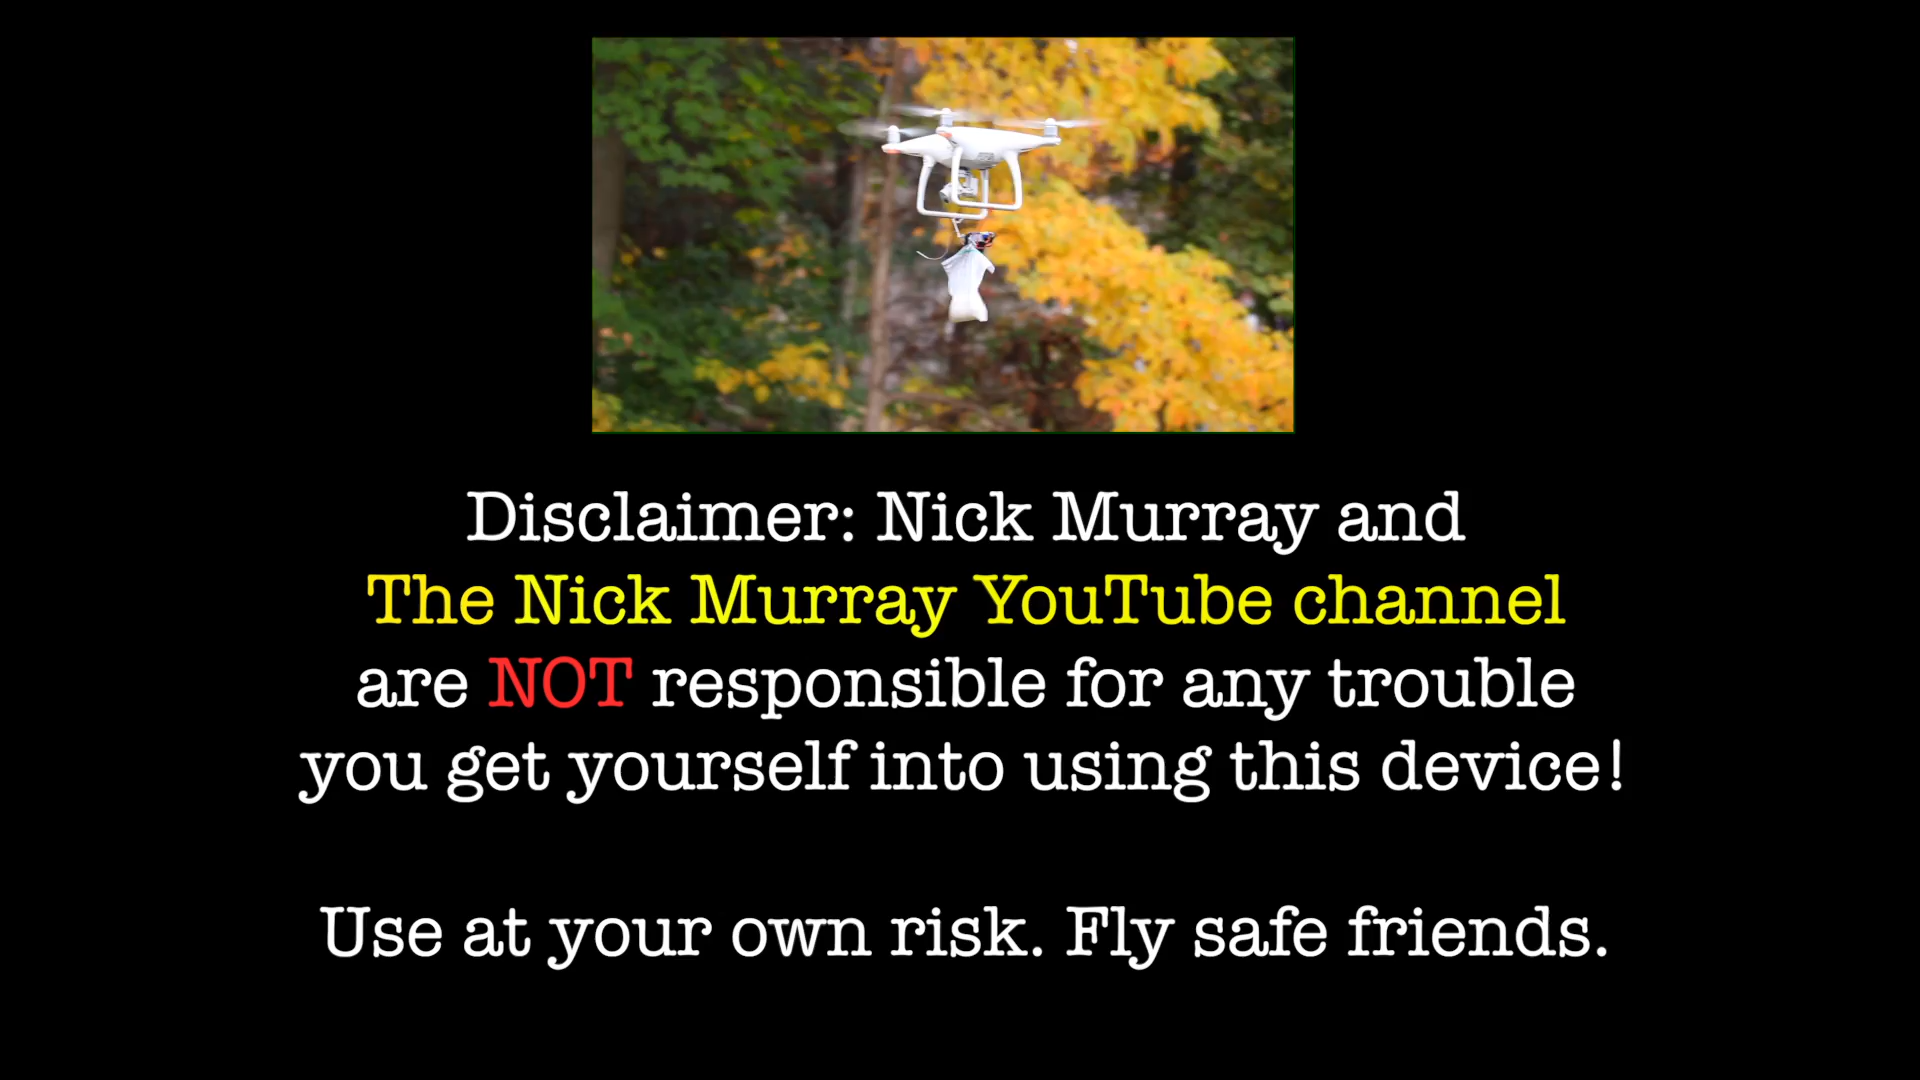 Disclaimer: Nick Murray and
The Nick Murray YouTube channel
are NOT responsible for any trouble
you get yourself into using this device!
Use at your own risk. Fly safe friends.